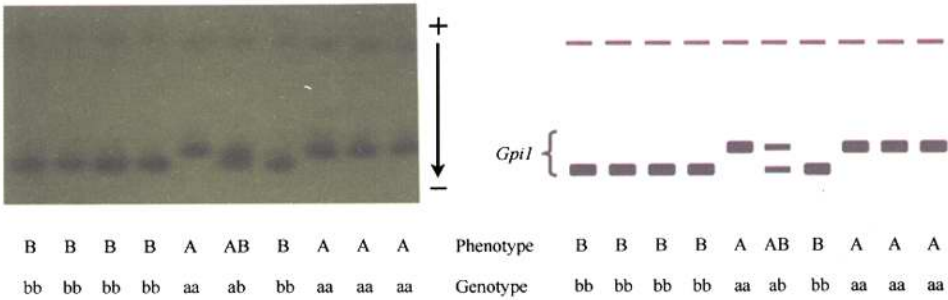 +
Gpi1
−
B B B B A AB B A A A Phenotype B B B B A AB B A A A
bb bb bb bb aa ab bb aa aa aa Genotype bb bb bb bb aa ab bb aa aa aa